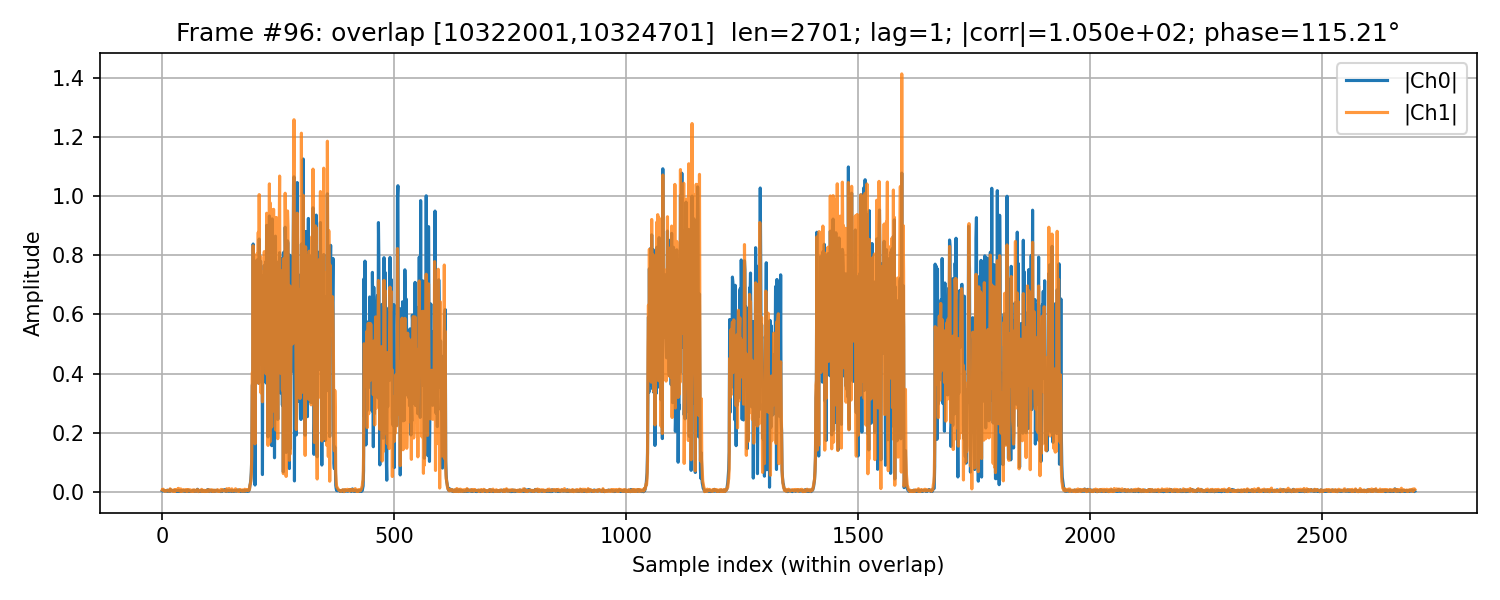 Frame #96: overlap [10322001,10324701]  len=2701; lag=1; |corr|=1.050e+02; phase=115.21°
|Ch0|
|Ch1|
Amplitude
1.4
1.2
1.0
0.8
0.6
0.4
0.2
0.0
0 500 1000 1500 2000 2500
Sample index (within overlap)